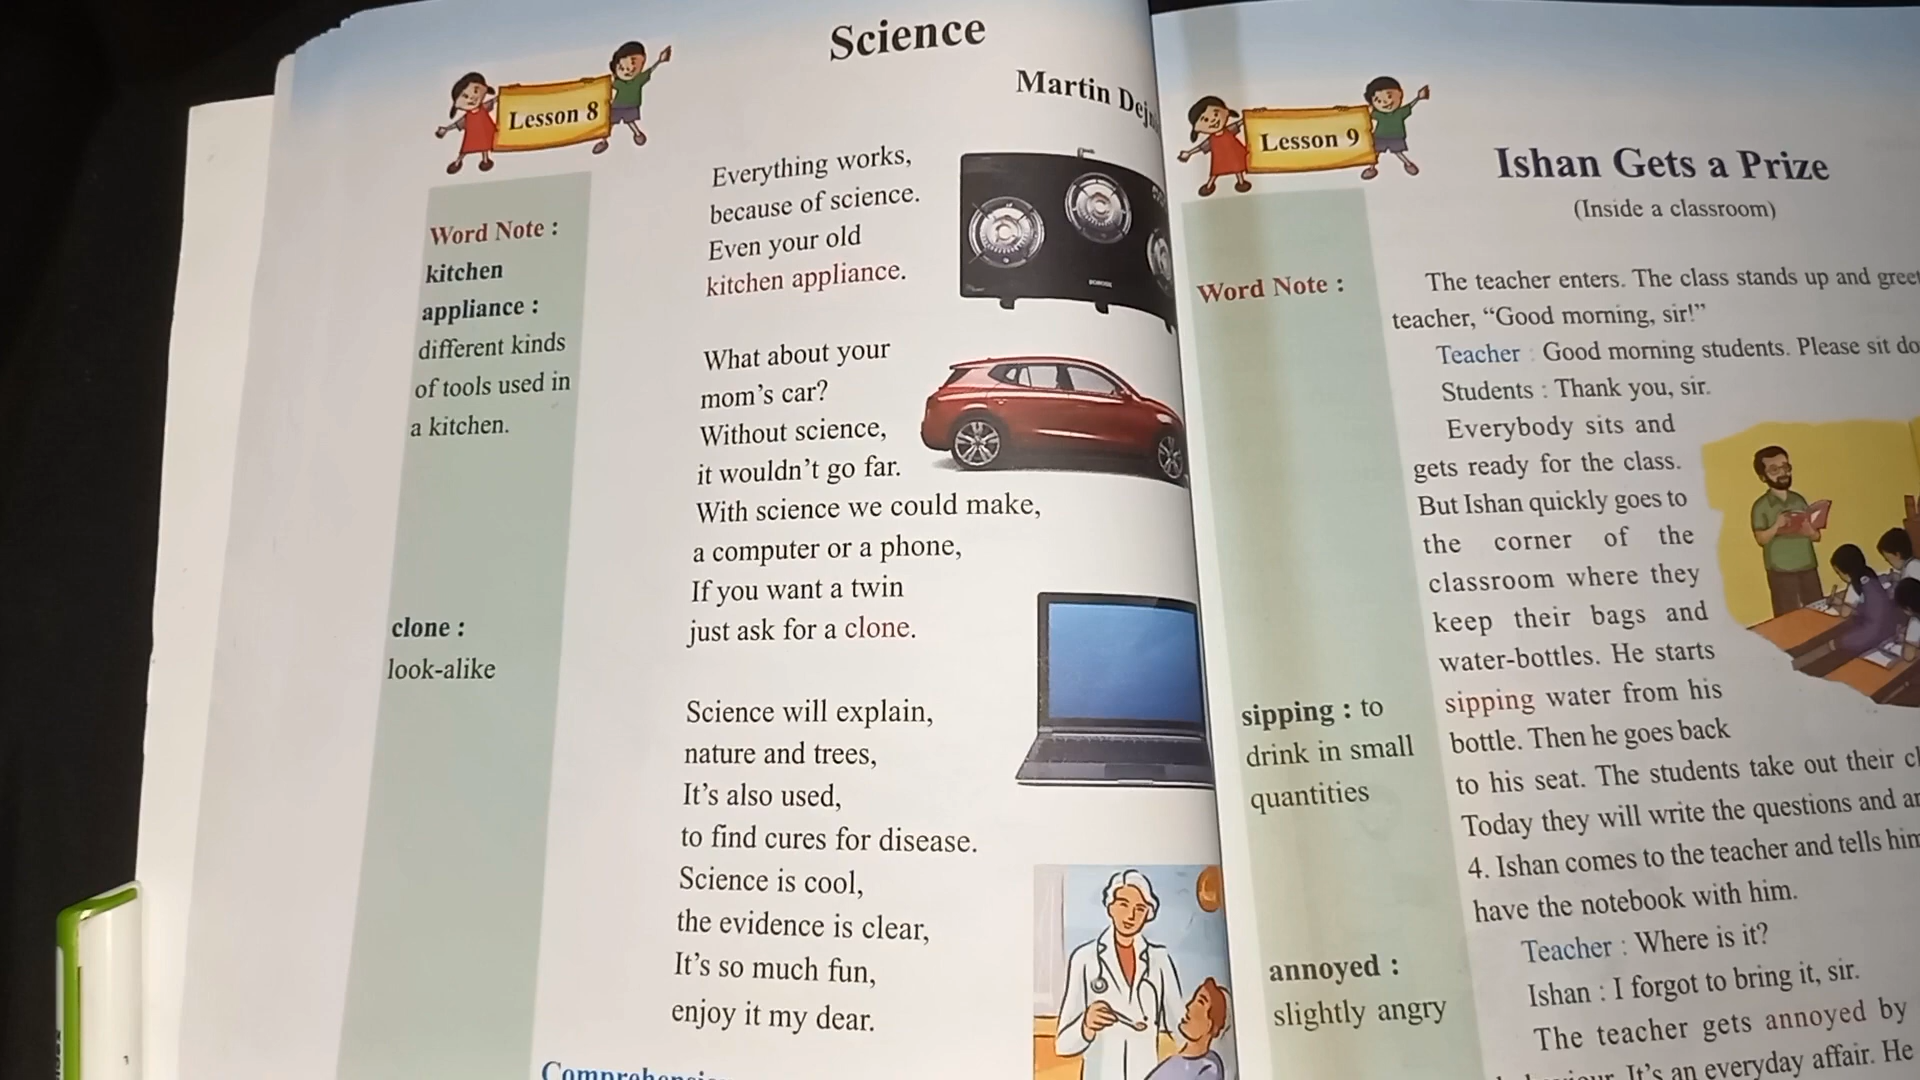 Science
Martin
Lesson 8
Word Note :
kitchen
appliance :
different kinds
of tools used in
a kitchen.
clone :
look-alike
Everything works,
because of science.
Even your old
kitchen appliance.
What about your
mom's car?
Without science,
it wouldn't go far.
With science we could make,
a computer or a phone,
If you want a twin
just ask for a clone.
Science will explain,
nature and trees,
It's also used,
to find cures for disease.
Science is cool,
the evidence is clear,
It's so much fun,
enjoy it my dear.
Lesson 9
Ishan Gets a Prize
(Inside a classroom)
Word Note :
sipping : to
drink in small
quantities
annoyed :
slightly angry
The teacher enters. The class stands up and
teacher, “Good morning, sir!”
Teacher : Good morning students. Please sit
Students : Thank you, sir.
Everybody sits and
gets ready for the class.
But Ishan quickly goes to
the corner of the
classroom where they
keep their bags and
water-bottles. He starts
sipping water from his
bottle. Then he goes back
to his seat. The students take out their
Today they will write the questions and
4. Ishan comes to the teacher and tells
have the notebook with him.
Teacher : Where is it?
Ishan : I forgot to bring it, sir.
The teacher gets annoyed by
It's an everyday affair. He